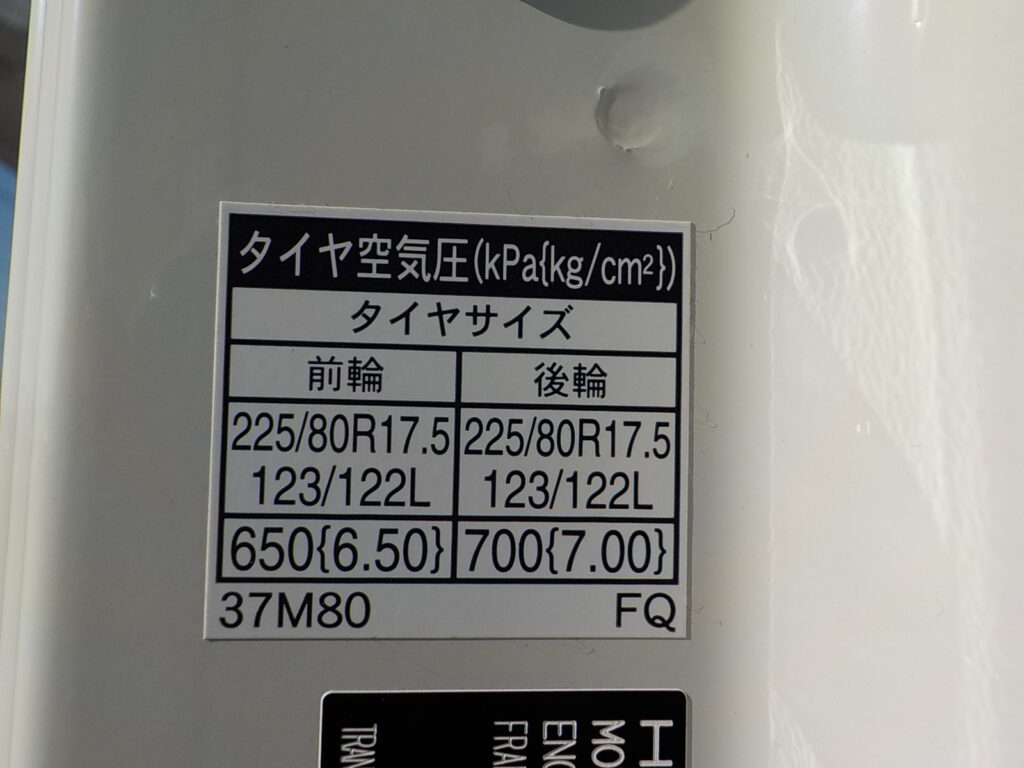 タイヤ空気圧(kPa{kg/cm²})
タイヤサイズ
前輪 後輪
225/80R17.5 225/80R17.5
123/122L 123/122L
650{6.50} 700{7.00}
37M80 FQ
H
MO
ENG
FRA
TRAN